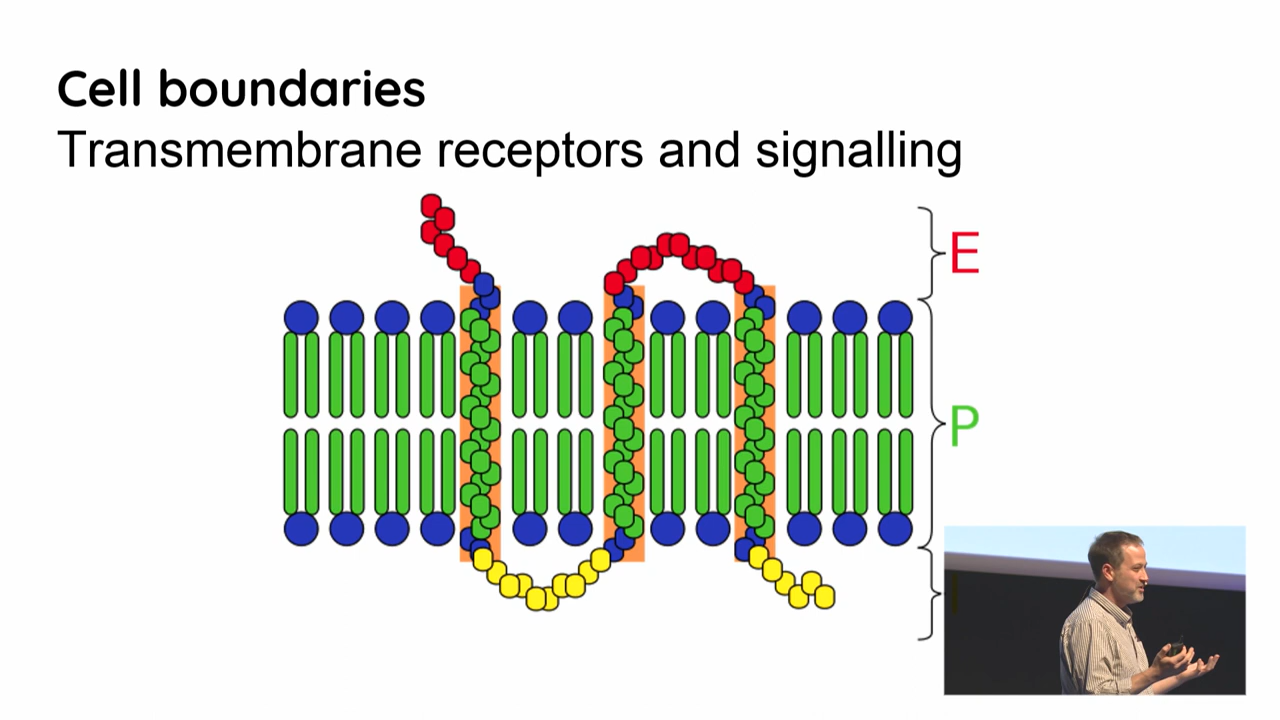 Cell boundaries
Transmembrane receptors and signalling
E
P